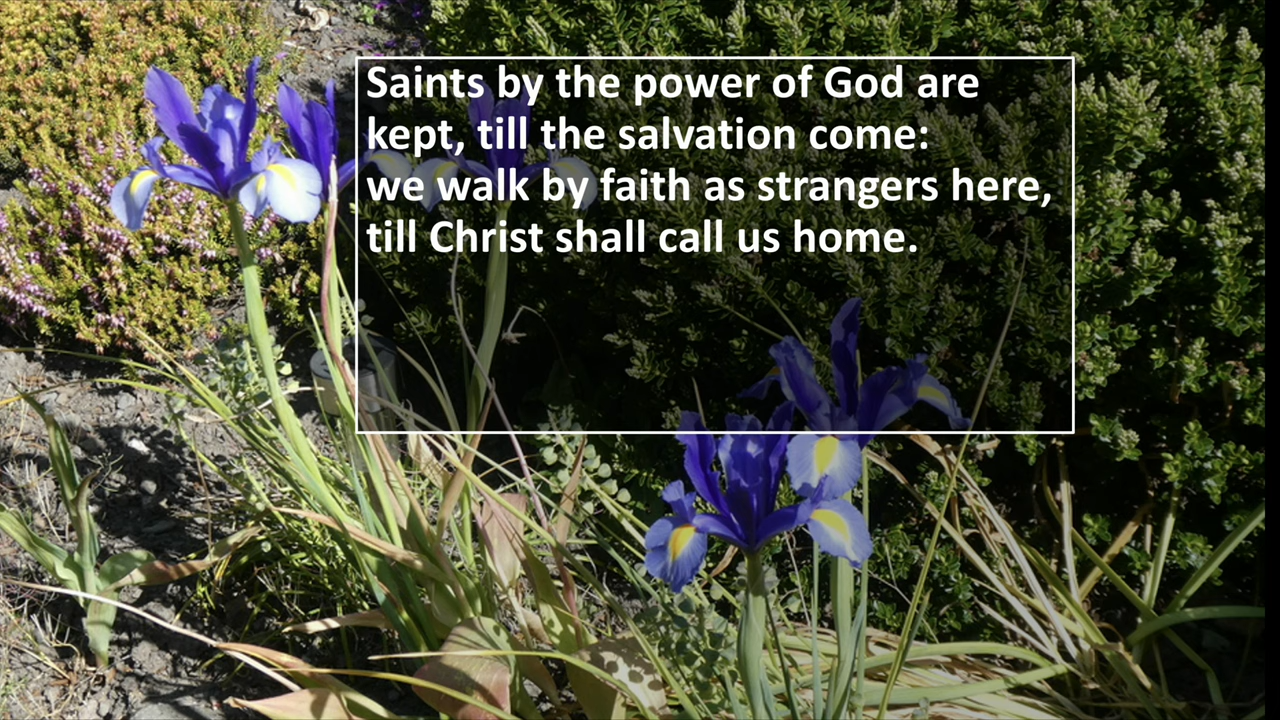 Saints by the power of God are
kept, till the salvation come:
we walk by faith as strangers here,
till Christ shall call us home.